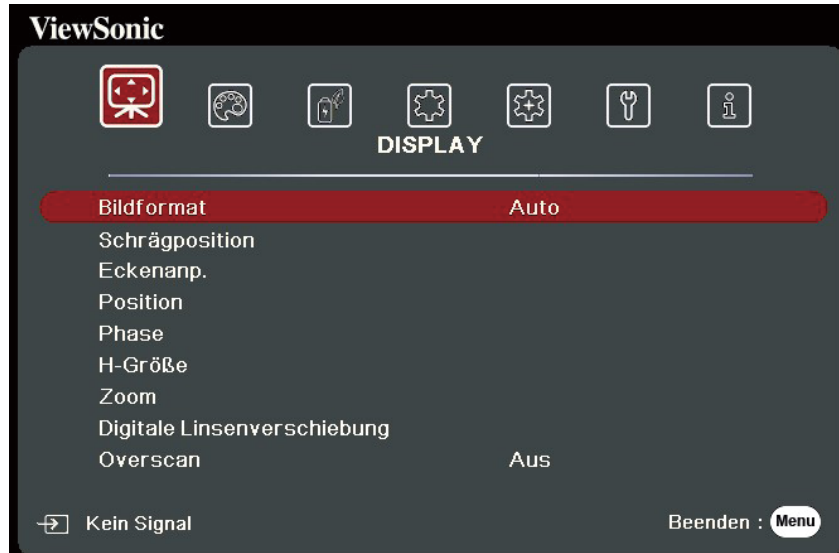 ViewSonic
DISPLAY
Bildformat Auto
Schrägposition
Eckenanp.
Position
Phase
H-Größe
Zoom
Digitale Linsenverschiebung
Overscan Aus
Kein Signal Beenden : Menu